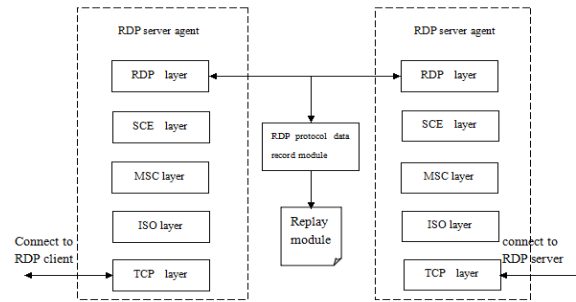 RDP server agent
RDP layer
SCE layer
MSC layer
ISO layer
TCP layer
Connect to
RDP client
RDP protocol data
record module
Replay
module
RDP server agent
RDP layer
SCE layer
MSC layer
ISO layer
TCP layer
connect to
RDP server